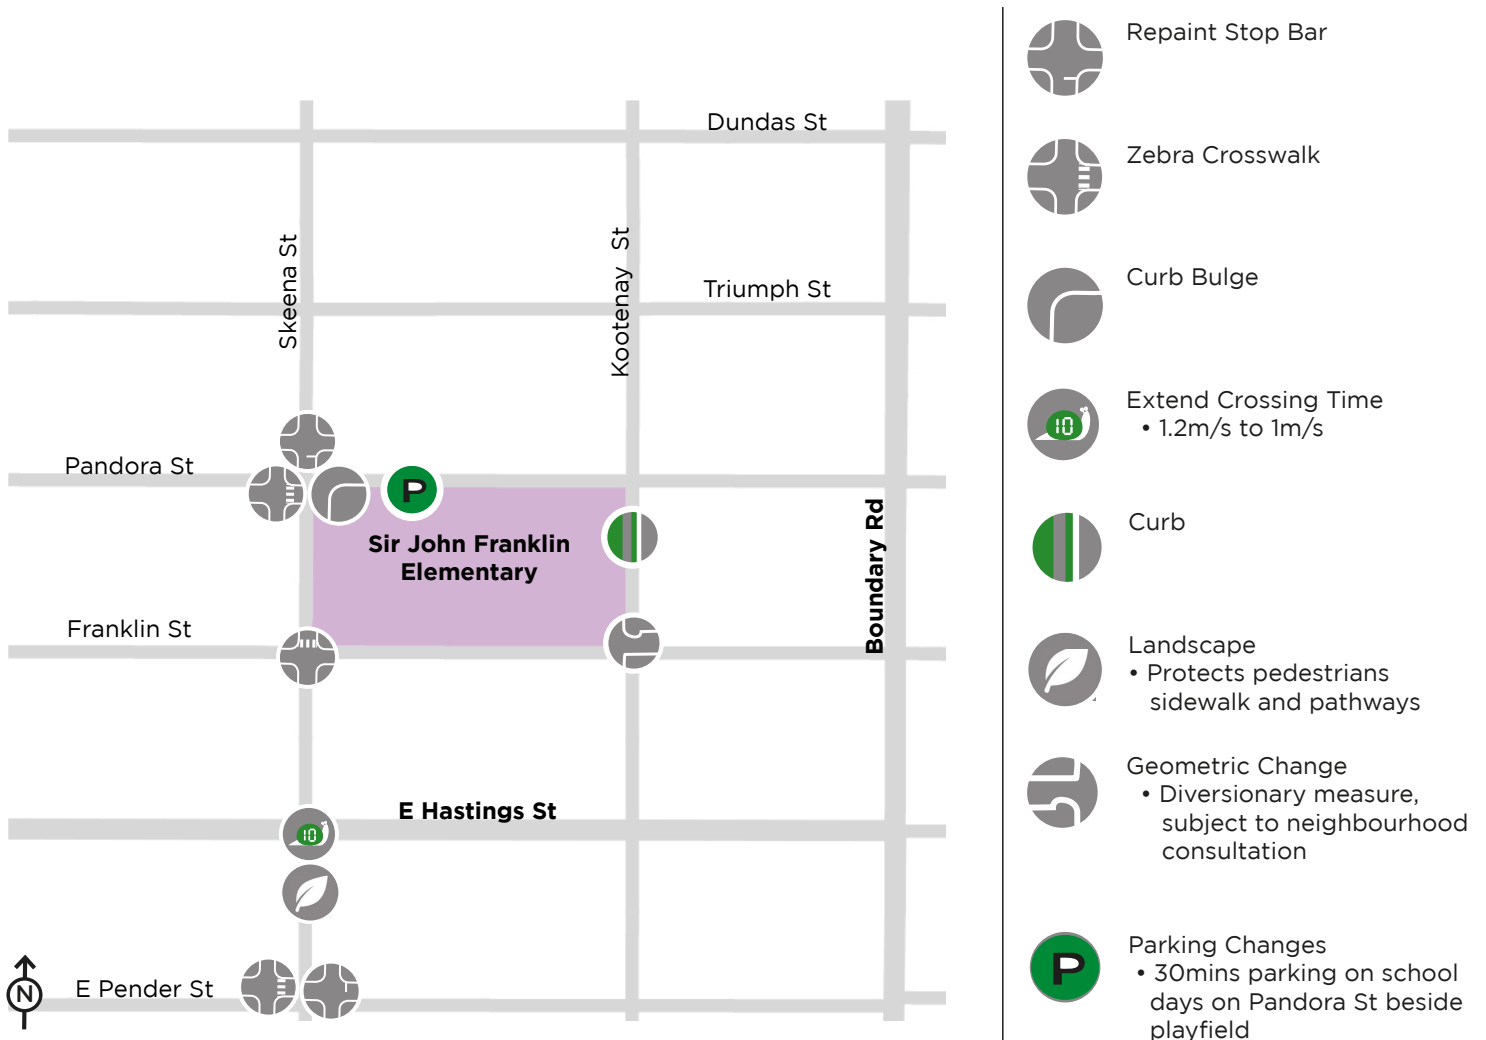 Dundas St
Skeena St
Kootenay St
Triumph St
Pandora St
P
Sir John Franklin
Elementary
Boundary Rd
Franklin St
E Hastings St
10
N
E Pender St
Repaint Stop Bar
Zebra Crosswalk
Curb Bulge
10
Extend Crossing Time
• 1.2m/s to 1m/s
Curb
Landscape
• Protects pedestrians
sidewalk and pathways
Geometric Change
• Diversionary measure,
subject to neighbourhood
consultation
P
Parking Changes
• 30mins parking on school
days on Pandora St beside
playfield